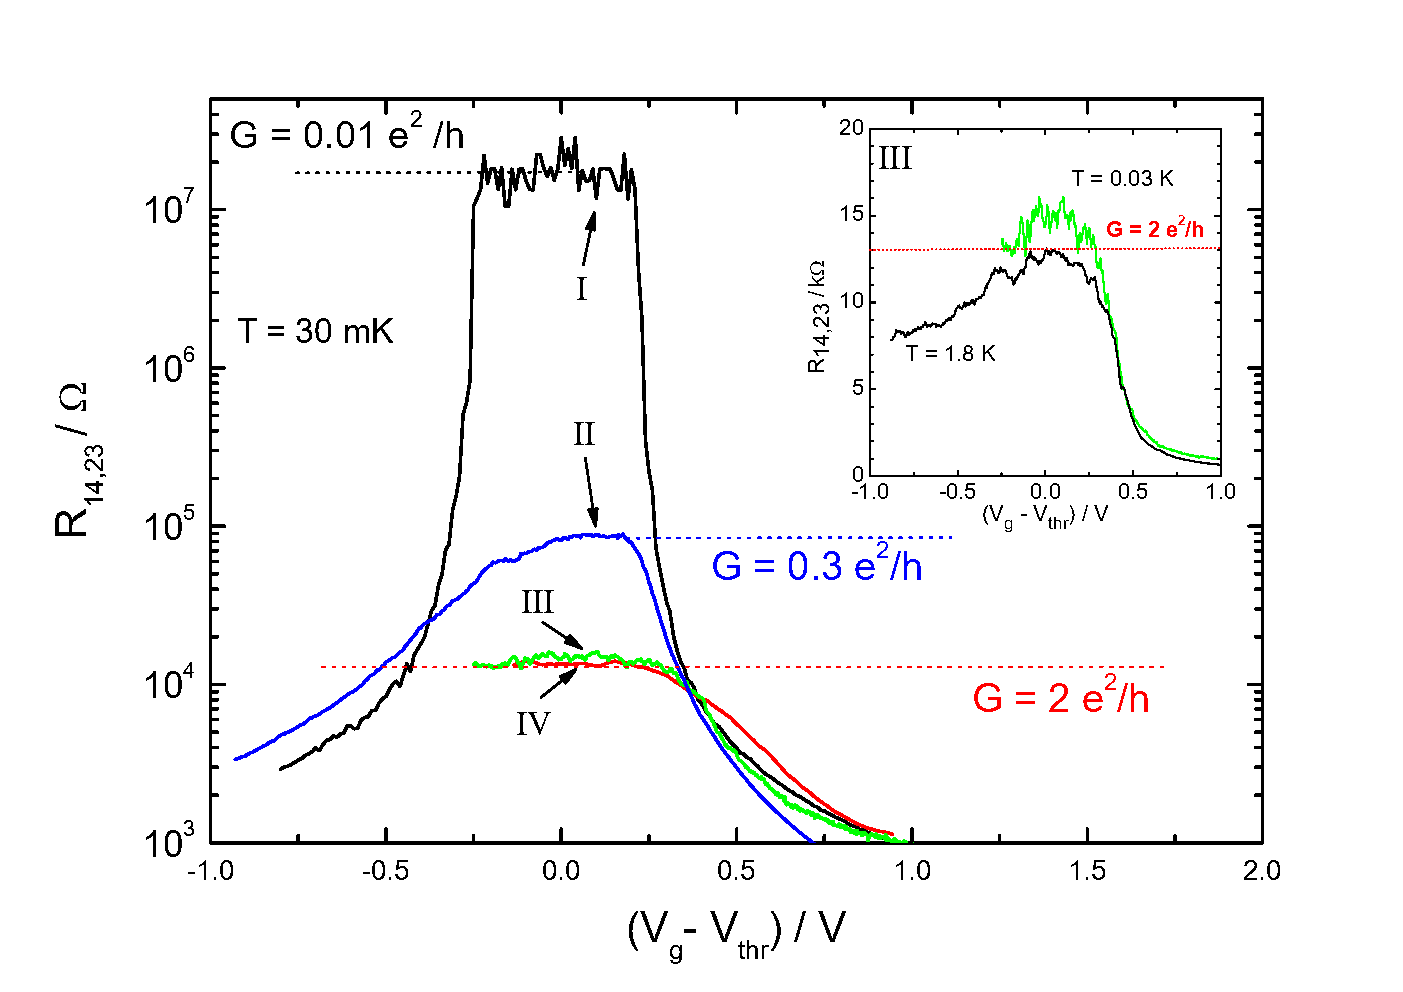 G = 0.01 e²/h
T = 30 mK
I
II
III
IV
G = 0.3 e²/h
G = 2 e²/h
R14,23 / Ω
10⁷
10⁶
10⁵
10⁴
10³
-1.0 -0.5 0.0 0.5 1.0 1.5 2.0
(Vg- Vthr) / V
III
T = 0.03 K
G = 2 e²/h
T = 1.8 K
R14,23 / kΩ
20
15
10
5
0
-1.0 -0.5 0.0 0.5 1.0
(Vg - Vthr) / V